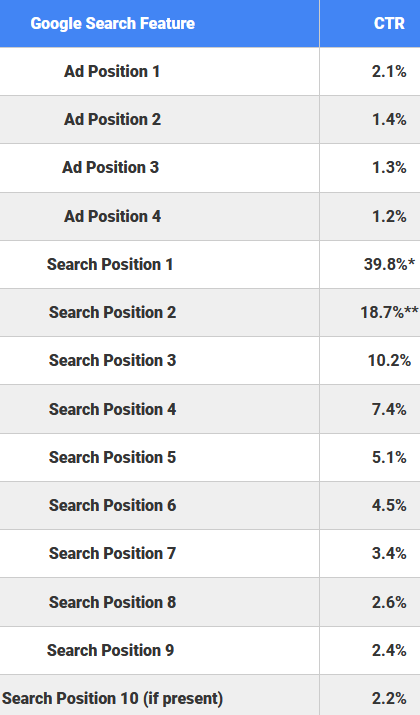 Google Search Feature CTR
Ad Position 1 2.1%
Ad Position 2 1.4%
Ad Position 3 1.3%
Ad Position 4 1.2%
Search Position 1 39.8%*
Search Position 2 18.7%**
Search Position 3 10.2%
Search Position 4 7.4%
Search Position 5 5.1%
Search Position 6 4.5%
Search Position 7 3.4%
Search Position 8 2.6%
Search Position 9 2.4%
Search Position 10 (if present) 2.2%